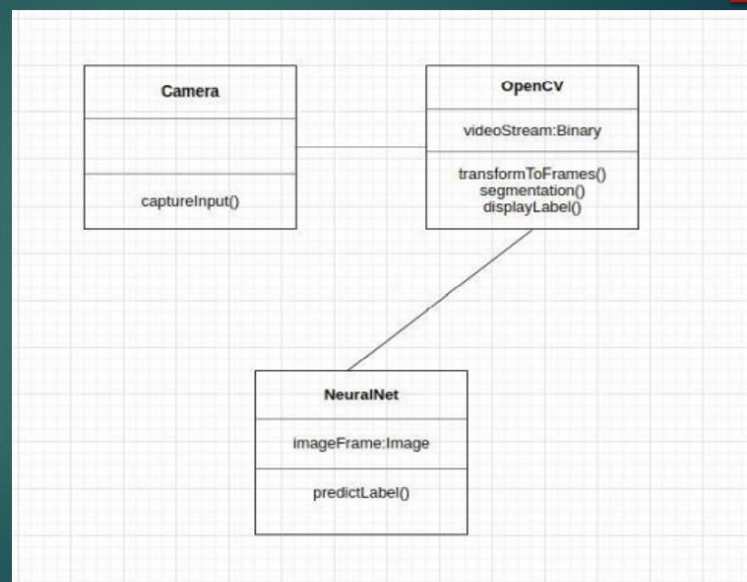 Camera
captureInput()
OpenCV
videoStream:Binary
transformToFrames()
segmentation()
displayLabel()
NeuralNet
imageFrame:Image
predictLabel()